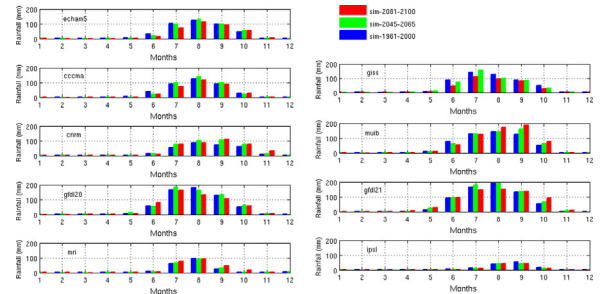 echam5
Rainfall (mm)
200
100
0
1 2 3 4 5 6 7 8 9 10 11 12
Months
cccma
Rainfall (mm)
200
100
0
1 2 3 4 5 6 7 8 9 10 11 12
Months
cnrm
Rainfall (mm)
200
100
0
1 2 3 4 5 6 7 8 9 10 11 12
Months
gfdl20
Rainfall (mm)
200
100
0
1 2 3 4 5 6 7 8 9 10 11 12
Months
mri
Rainfall (mm)
200
100
0
1 2 3 4 5 6 7 8 9 10 11 12
Months
sim-2081-2100
sim-2045-2065
sim-1961-2000
giss
Rainfall (mm)
200
100
0
1 2 3 4 5 6 7 8 9 10 11 12
Months
muib
Rainfall (mm)
200
100
0
1 2 3 4 5 6 7 8 9 10 11 12
Months
gfdl21
Rainfall (mm)
200
100
0
1 2 3 4 5 6 7 8 9 10 11 12
Months
ipsl
Rainfall (mm)
200
100
0
1 2 3 4 5 6 7 8 9 10 11 12
Months